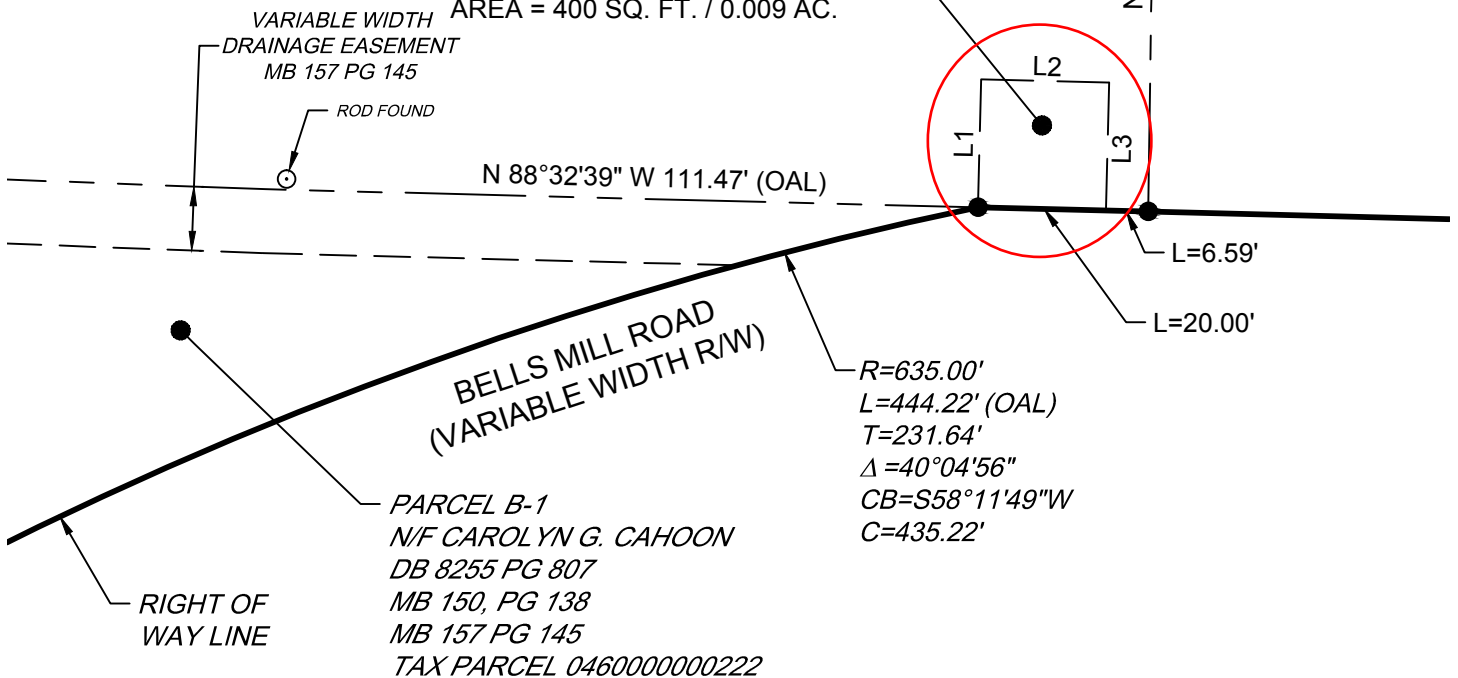 AREA = 400 SQ. FT. / 0.009 AC.
VARIABLE WIDTH
DRAINAGE EASEMENT
MB 157 PG 145
ROD FOUND
N 88°32'39" W 111.47' (OAL)
L1
L2
L3
N
L=6.59'
L=20.00'
BELLS MILL ROAD
(VARIABLE WIDTH R/W)
R=635.00'
L=444.22' (OAL)
T=231.64'
Δ =40°04'56"
CB=S58°11'49"W
C=435.22'
PARCEL B-1
N/F CAROLYN G. CAHOON
DB 8255 PG 807
MB 150, PG 138
MB 157 PG 145
TAX PARCEL 0460000000222
RIGHT OF
WAY LINE